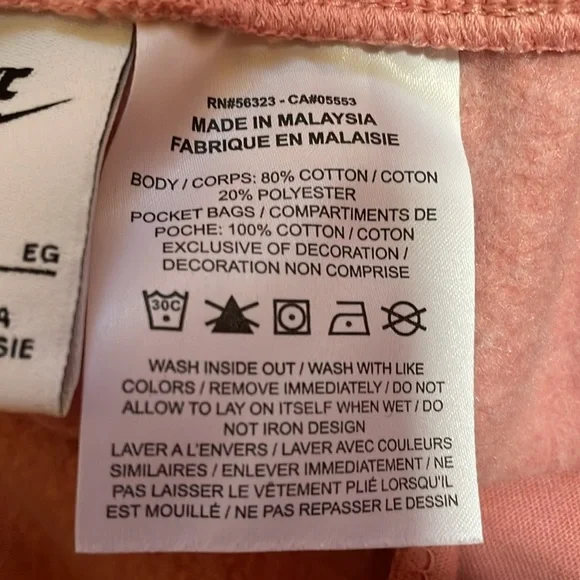 EG
SIE
RN#56323 - CA#05553
MADE IN MALAYSIA
FABRIQUE EN MALAISIE
BODY / CORPS: 80% COTTON / COTON
20% POLYESTER
POCKET BAGS / COMPARTIMENTS DE
POCHE: 100% COTTON / COTON
EXCLUSIVE OF DECORATION /
DECORATION NON COMPRISE
30C
WASH INSIDE OUT / WASH WITH LIKE
COLORS / REMOVE IMMEDIATELY / DO NOT
ALLOW TO LAY ON ITSELF WHEN WET / DO
NOT IRON DESIGN
LAVER A L'ENVERS / LAVER AVEC COULEURS
SIMILAIRES / ENLEVER IMMEDIATEMENT / NE
PAS LAISSER LE VÊTEMENT PLIÉ LORSQU'IL
EST MOUILLÉ / NE PAS REPASSER LE DESSIN